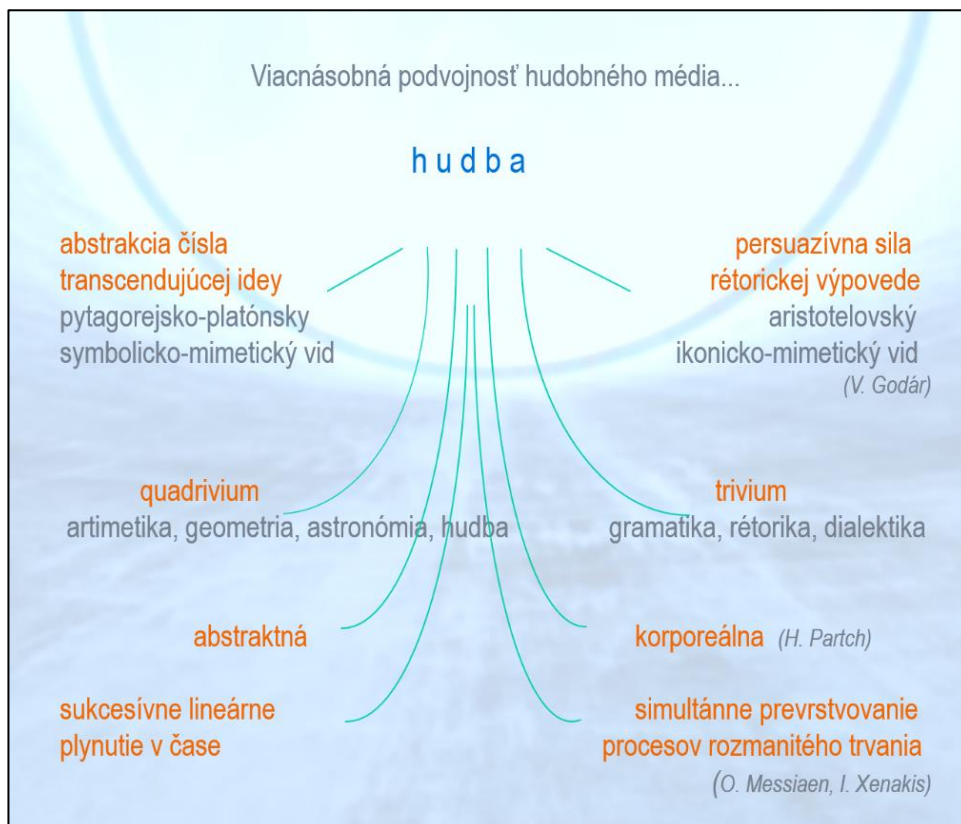 Viacnásobná podvojnosť hudobného média...
h u d b a
abstrakcia čísla
transcendujúcej idey
pytagorejsko-platónsky
symbolicko-mimetický vid
persuazívna sila
rétorickej výpovede
aristotelovský
ikonicko-mimetický vid
(V. Godár)
quadrivium
artimetika, geometria, astronómia, hudba
trivium
gramatika, rétorika, dialektika
abstraktná
korporeálna (H. Partch)
sukcesívne lineárne
plynutie v čase
simultánne prevrstvovanie
procesov rozmanitého trvania
(O. Messiaen, I. Xenakis)